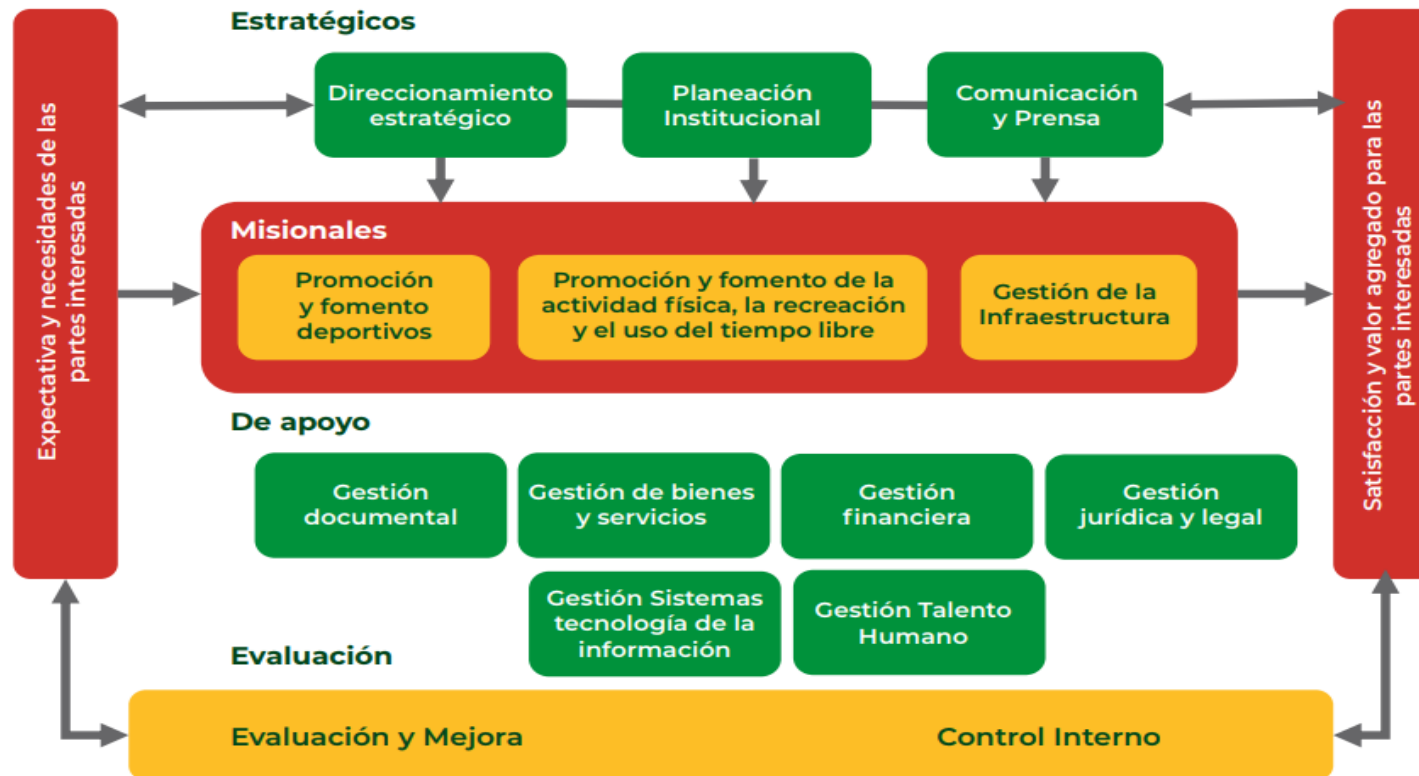 Estratégicos
Expectativa y necesidades de las
partes interesadas
Direccionamiento
estratégico
Planeación
Institucional
Comunicación
y Prensa
Satisfacción y valor agregado para las
partes interesadas
Misionales
Promoción
y fomento
deportivos
Promoción y fomento de la
actividad física, la recreación
y el uso del tiempo libre
Gestión de la
Infraestructura
De apoyo
Gestión
documental
Gestión de bienes
y servicios
Gestión
financiera
Gestión
jurídica y legal
Gestión Sistemas
tecnología de la
información
Gestión Talento
Humano
Evaluación
Evaluación y Mejora
Control Interno